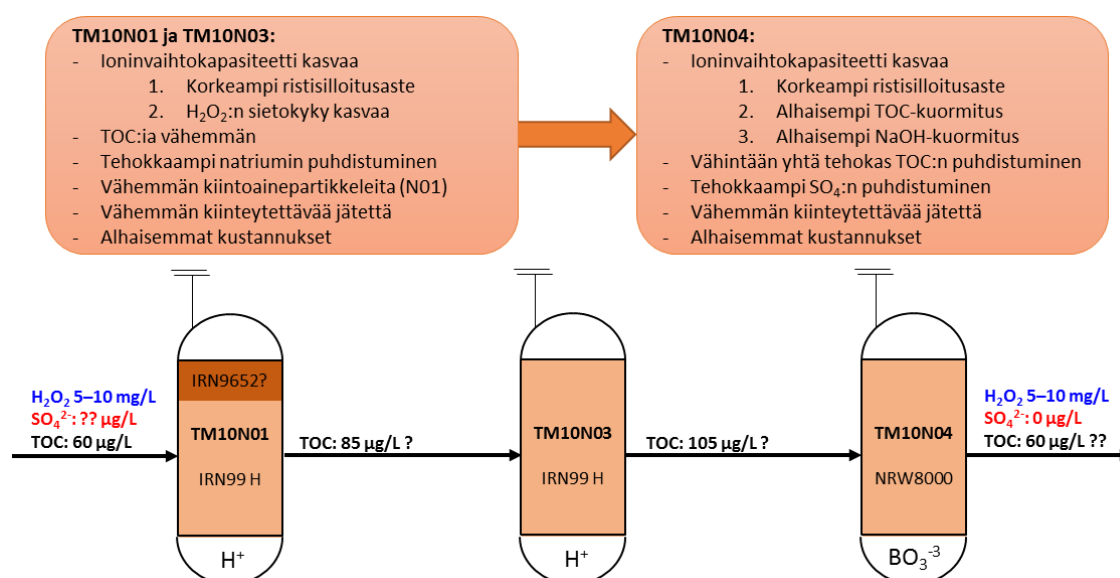 TM10N01 ja TM10N03:
- Ioninvaihtokapasiteetti kasvaa
1. Korkeampi ristisilloitusaste
2. H₂O₂:n sietokyky kasvaa
- TOC:ia vähemmän
- Tehokkaampi natriumin puhdistuminen
- Vähemmän kiintoainepartikkeleita (N01)
- Vähemmän kiinteytettävää jätettä
- Alhaisemmat kustannukset
TM10N04:
- Ioninvaihtokapasiteetti kasvaa
1. Korkeampi ristisilloitusaste
2. Alhaisempi TOC-kuormitus
3. Alhaisempi NaOH-kuormitus
- Vähintään yhtä tehokas TOC:n puhdistuminen
- Tehokkaampi SO₄:n puhdistuminen
- Vähemmän kiinteytettävää jätettä
- Alhaisemmat kustannukset
H₂O₂ 5–10 mg/L
SO₄²⁻: ?? µg/L
TOC: 60 µg/L
IRN9652?
TM10N01
IRN99 H
H⁺
TOC: 85 µg/L ?
TM10N03
IRN99 H
H⁺
TOC: 105 µg/L ?
TM10N04
NRW8000
BO₃⁻³
H₂O₂ 5–10 mg/L
SO₄²⁻: 0 µg/L
TOC: 60 µg/L ??